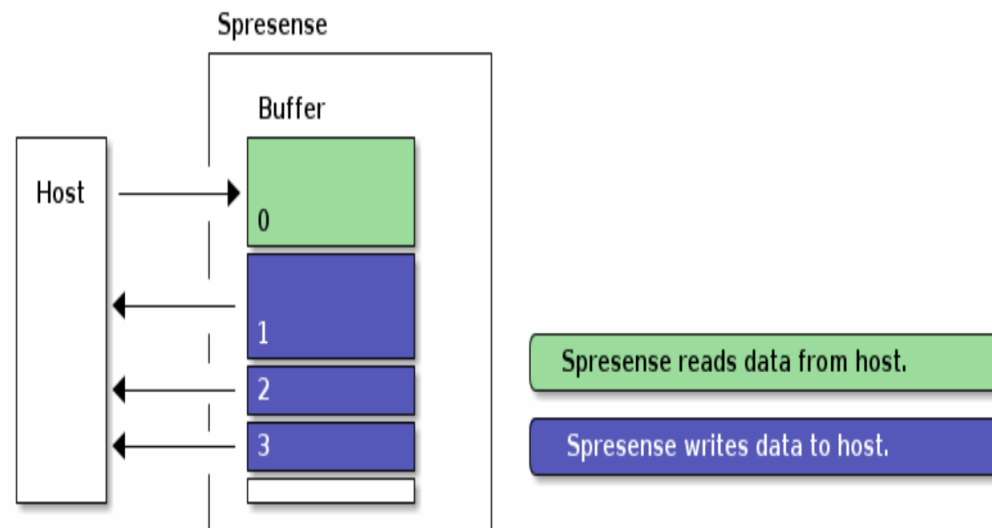 Spresense
Buffer
Host
0
1
2
3
Spresense reads data from host.
Spresense writes data to host.